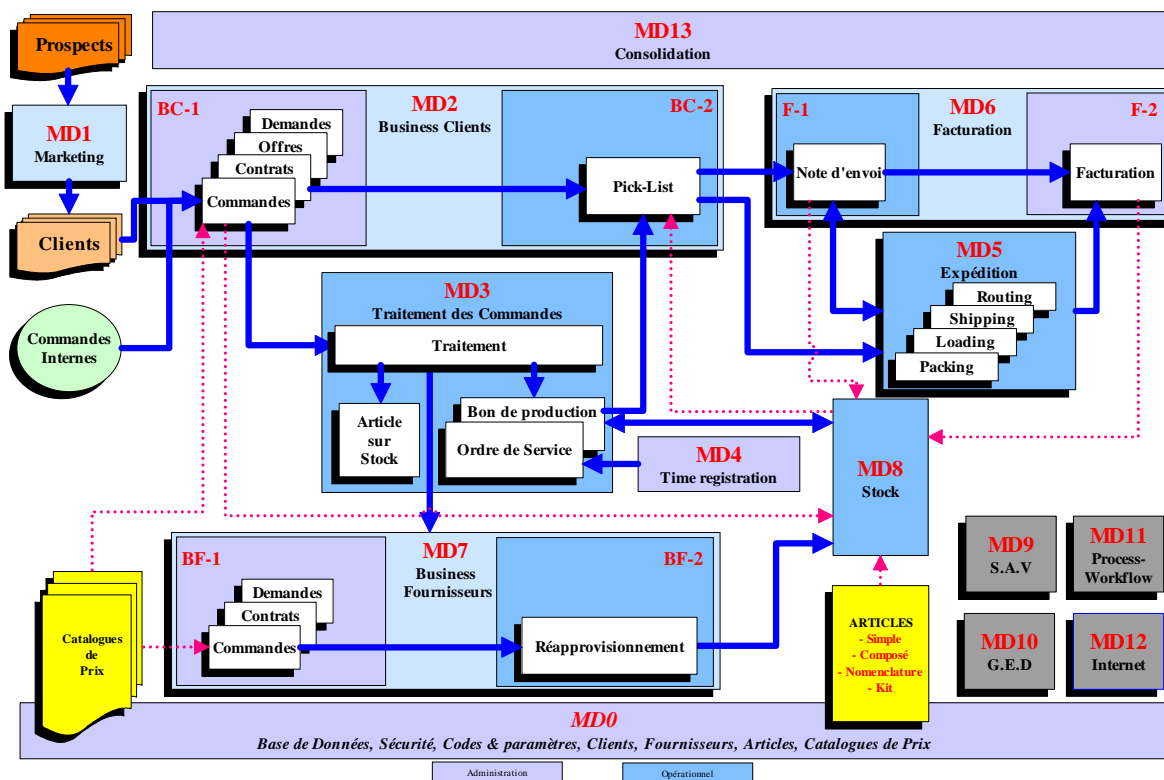 Prospects
MD13
Consolidation
MD1
Marketing
Clients
Commandes
Internes
BC-1
MD2
Business Clients
BC-2
Demandes
Offres
Contrats
Commandes
Pick-List
F-1
MD6
Facturation
F-2
Note d'envoi
Facturation
MD5
Expédition
Routing
Shipping
Loading
Packing
MD3
Traitement des Commandes
Traitement
Article
sur
Stock
Bon de production
Ordre de Service
MD4
Time registration
MD8
Stock
BF-1
MD7
Business
Fournisseurs
BF-2
Demandes
Contrats
Commandes
Réapprovisionnement
Catalogues
de
Prix
ARTICLES
- Simple
- Composé
- Nomenclature
- Kit
MD9
S.A.V
MD11
Process-
Workflow
MD10
G.E.D
MD12
Internet
MD0
Base de Données, Sécurité, Codes & paramètres, Clients, Fournisseurs, Articles, Catalogues de Prix
Administration
Opérationnel